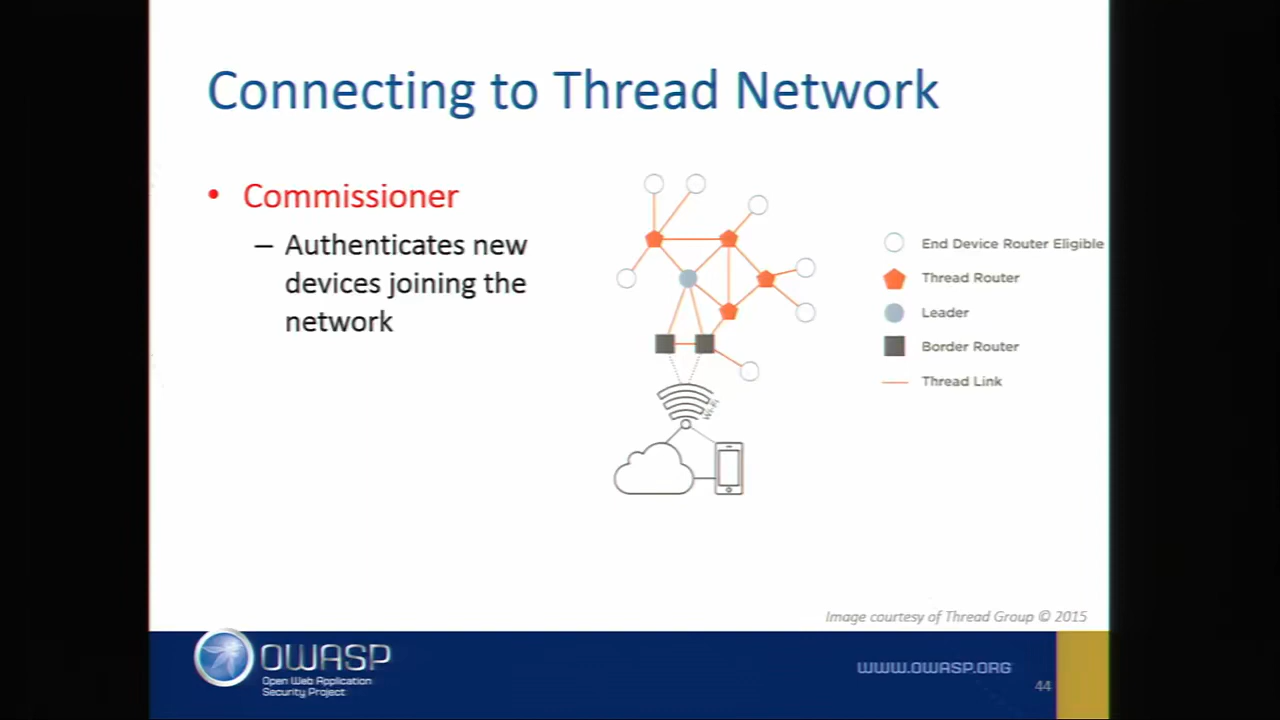 Connecting to Thread Network
• Commissioner
– Authenticates new
devices joining the
network
End Device Router Eligible
Thread Router
Leader
Border Router
Thread Link
Wi-Fi
Image courtesy of Thread Group © 2015
OWASP
Open Web Application
Security Project
WWW.OWASP.ORG
44